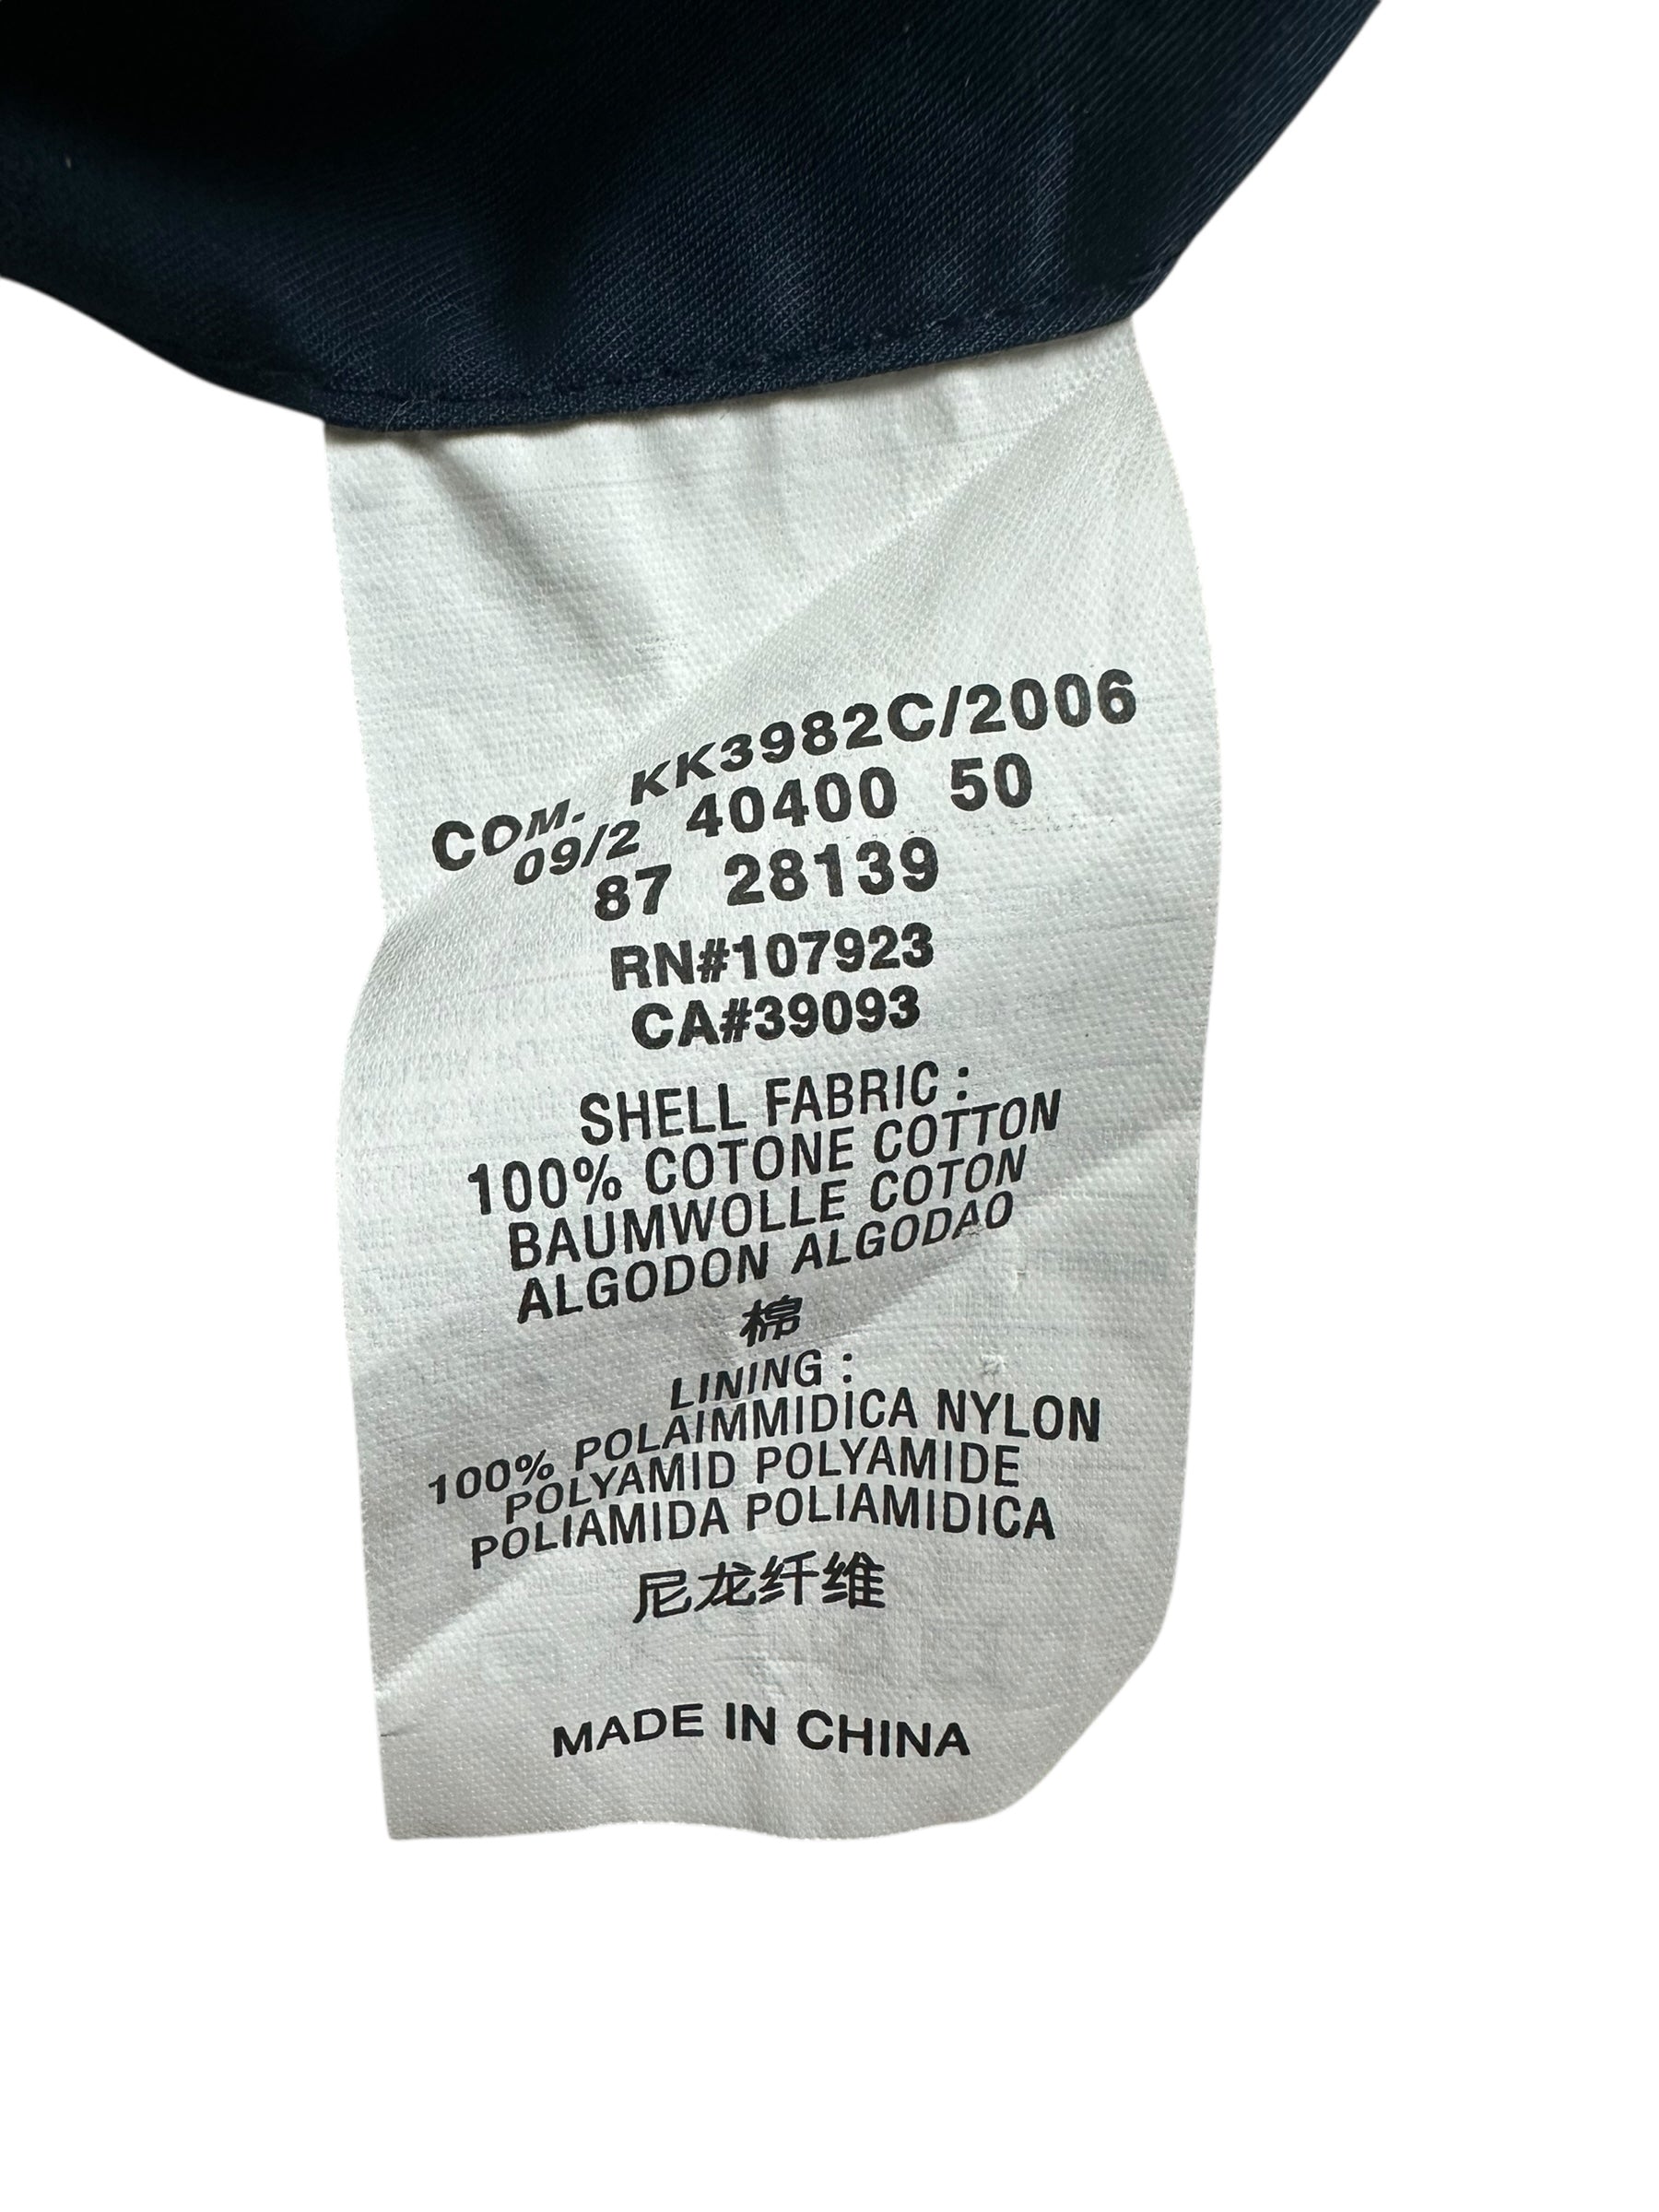 COM. KK3982C/2006
09/2 40400 50
87 28139
RN#107923
CA#39093
SHELL FABRIC :
100% COTONE COTTON
BAUMWOLLE COTON
ALGODON ALGODAO
棉
LINING :
100% POLAIMMIDICA NYLON
POLYAMID POLYAMIDE
POLIAMIDA POLIAMIDICA
尼龙纤维
MADE IN CHINA